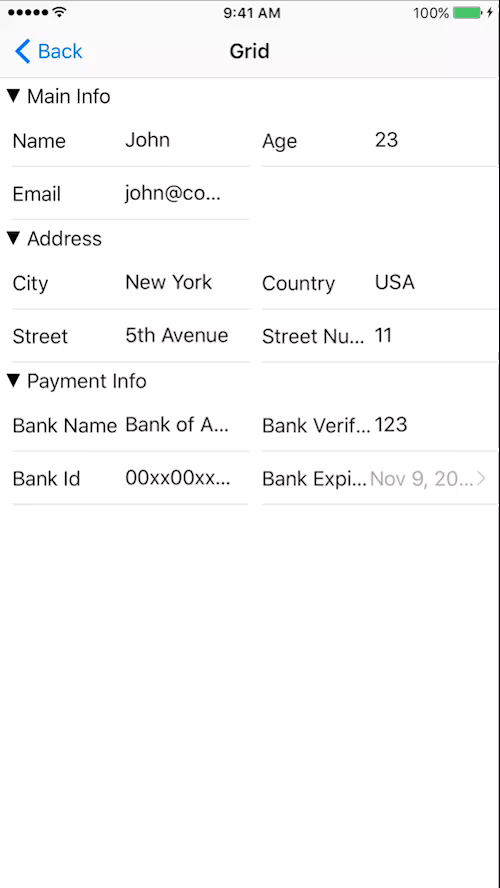 9:41 AM 100%
Back Grid
▼ Main Info
Name John Age 23
Email john@co...
▼ Address
City New York Country USA
Street 5th Avenue Street Nu... 11
▼ Payment Info
Bank Name Bank of A... Bank Verif... 123
Bank Id 00xx00xx... Bank Expi... Nov 9, 20...